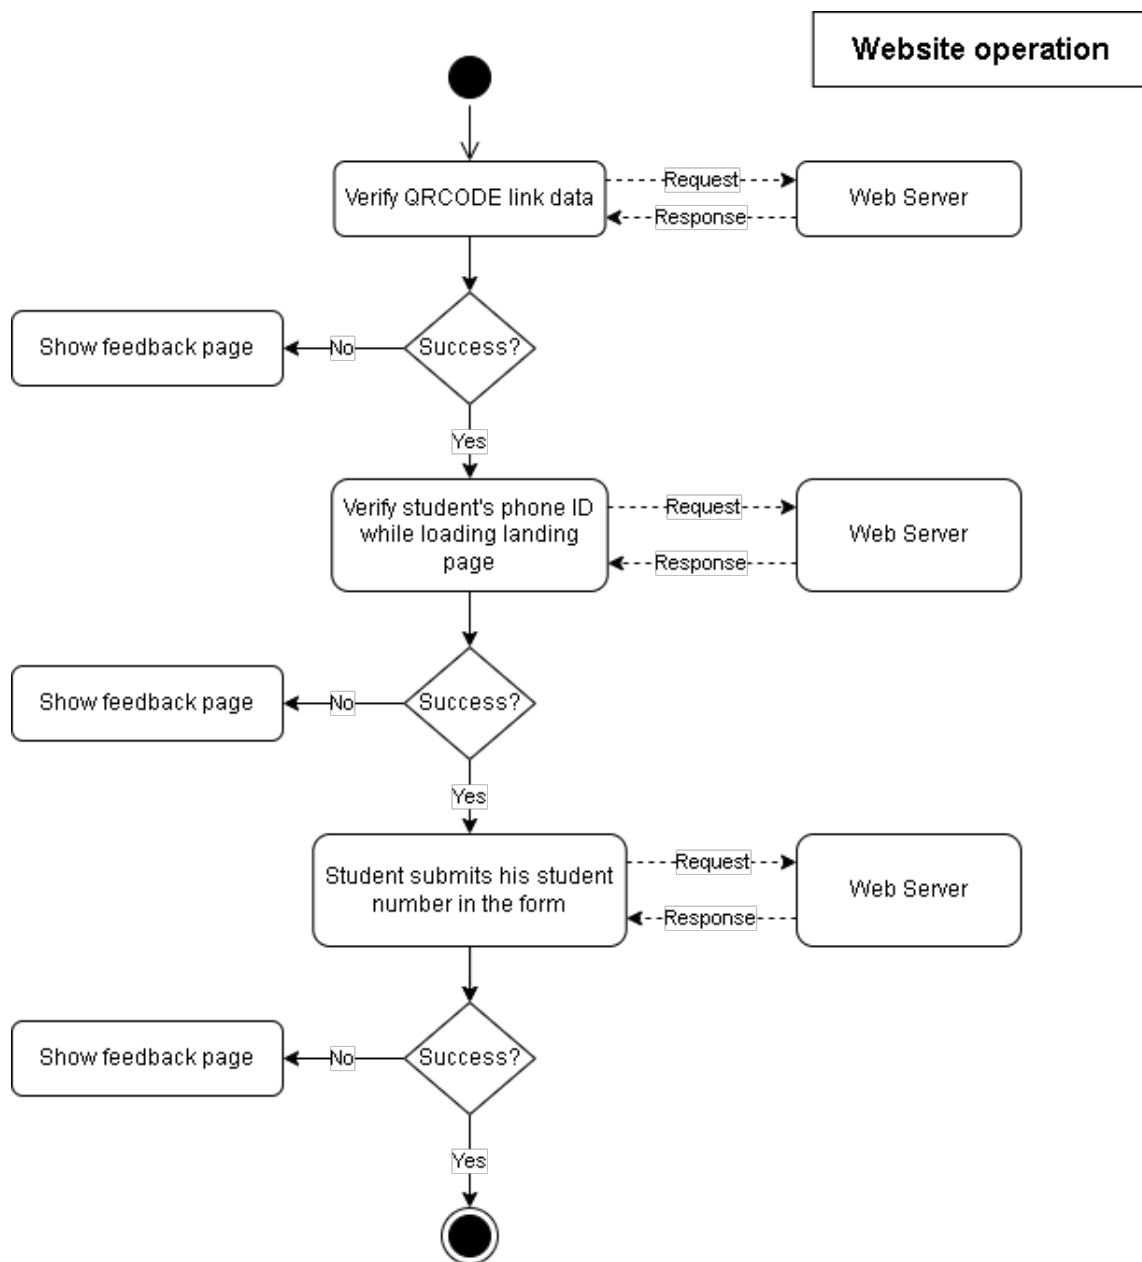 Website operation
Verify QRCODE link data
Request
Response
Web Server
Show feedback page
No
Success?
Yes
Verify student's phone ID
while loading landing
page
Request
Response
Web Server
Show feedback page
No
Success?
Yes
Student submits his student
number in the form
Request
Response
Web Server
Show feedback page
No
Success?
Yes